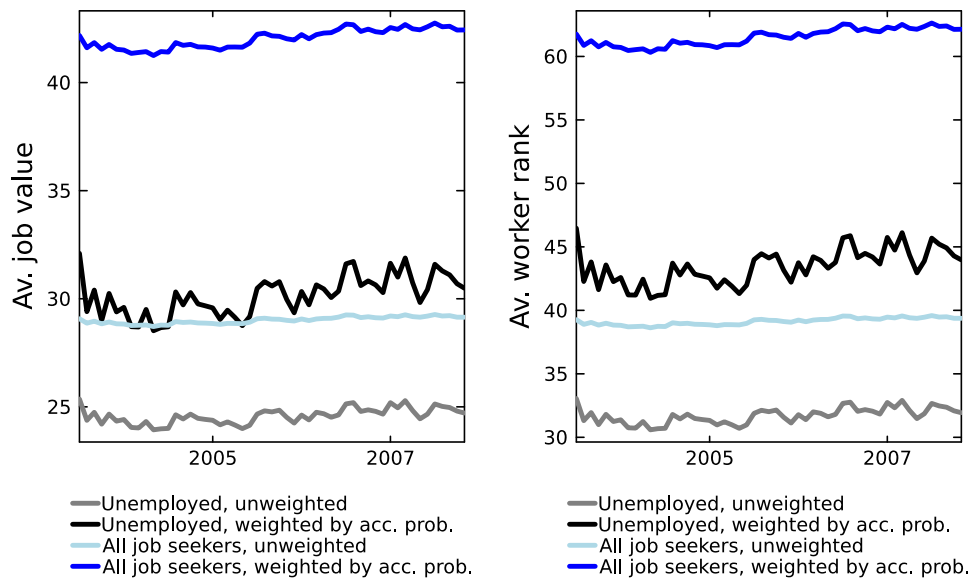 Av. job value
40
35
30
25
2005
2007
Unemployed, unweighted
Unemployed, weighted by acc. prob.
All job seekers, unweighted
All job seekers, weighted by acc. prob.
Av. worker rank
60
55
50
45
40
35
30
2005
2007
Unemployed, unweighted
Unemployed, weighted by acc. prob.
All job seekers, unweighted
All job seekers, weighted by acc. prob.